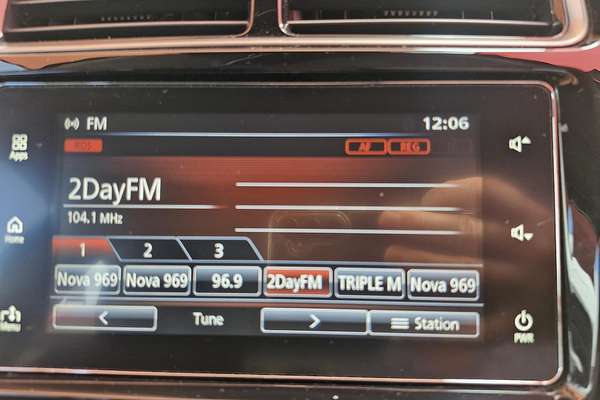 FM 12:06
RDS AF REG
Apps
2DayFM
104.1 MHz
Home
1 2 3
Nova 969 Nova 969 96.9 2DayFM TRIPLE M Nova 969
Menu < Tune > Station
PWR